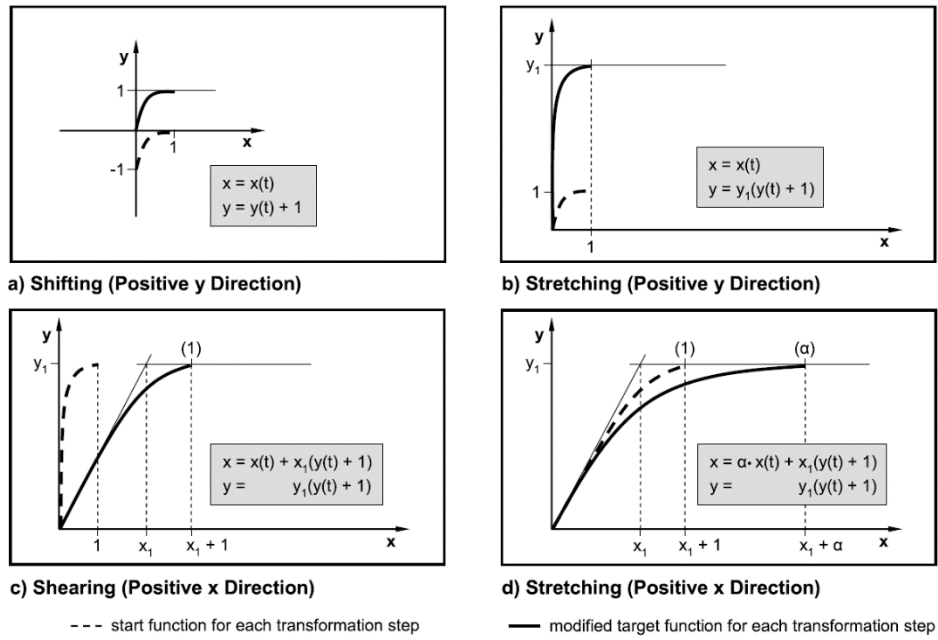 y
1
x
1
-1
x = x(t)
y = y(t) + 1
a) Shifting (Positive y Direction)
y
y₁
x = x(t)
y = y₁(y(t) + 1)
1
1
x
b) Stretching (Positive y Direction)
y
(1)
y₁
x = x(t) + x₁(y(t) + 1)
y = y₁(y(t) + 1)
1 x₁ x₁ + 1 x
c) Shearing (Positive x Direction)
y
(1) (α)
y₁
x = α· x(t) + x₁(y(t) + 1)
y = y₁(y(t) + 1)
x₁ x₁ + 1 x₁ + α x
d) Stretching (Positive x Direction)
start function for each transformation step
modified target function for each transformation step